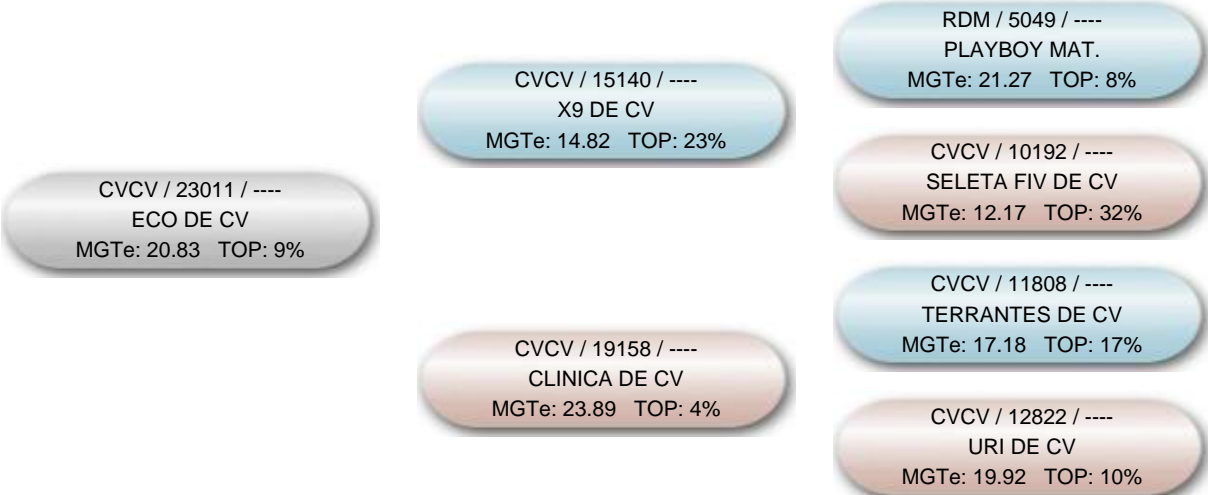 CVCV / 23011 / ----
ECO DE CV
MGTe: 20.83 TOP: 9%
CVCV / 15140 / ----
X9 DE CV
MGTe: 14.82 TOP: 23%
CVCV / 19158 / ----
CLINICA DE CV
MGTe: 23.89 TOP: 4%
RDM / 5049 / ----
PLAYBOY MAT.
MGTe: 21.27 TOP: 8%
CVCV / 10192 / ----
SELETA FIV DE CV
MGTe: 12.17 TOP: 32%
CVCV / 11808 / ----
TERRANTES DE CV
MGTe: 17.18 TOP: 17%
CVCV / 12822 / ----
URI DE CV
MGTe: 19.92 TOP: 10%